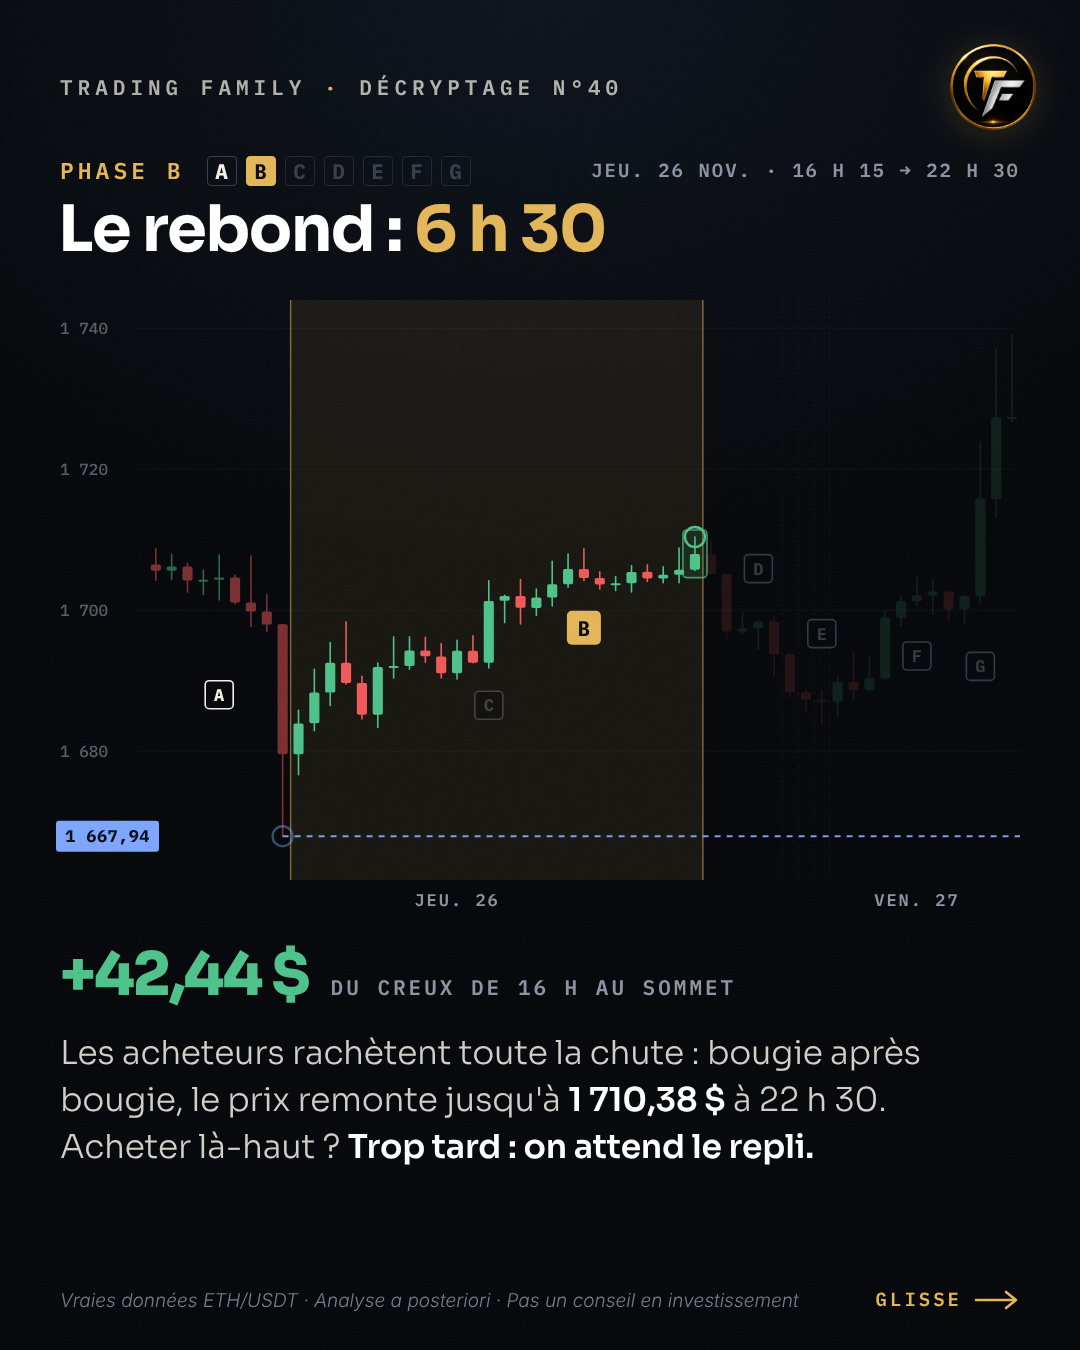 TRADING FAMILY · DÉCRYPTAGE N°40
TF
PHASE B A B C D E F G
JEU. 26 NOV. · 16 H 15 → 22 H 30
Le rebond : 6 h 30
1 740
1 720
1 700
1 680
1 667,94
A
B
C
D
E
F
G
JEU. 26
VEN. 27
+42,44 $ DU CREUX DE 16 H AU SOMMET
Les acheteurs rachètent toute la chute : bougie après
bougie, le prix remonte jusqu'à 1 710,38 $ à 22 h 30.
Acheter là-haut ? Trop tard : on attend le repli.
Vraies données ETH/USDT · Analyse a posteriori · Pas un conseil en investissement
GLISSE →